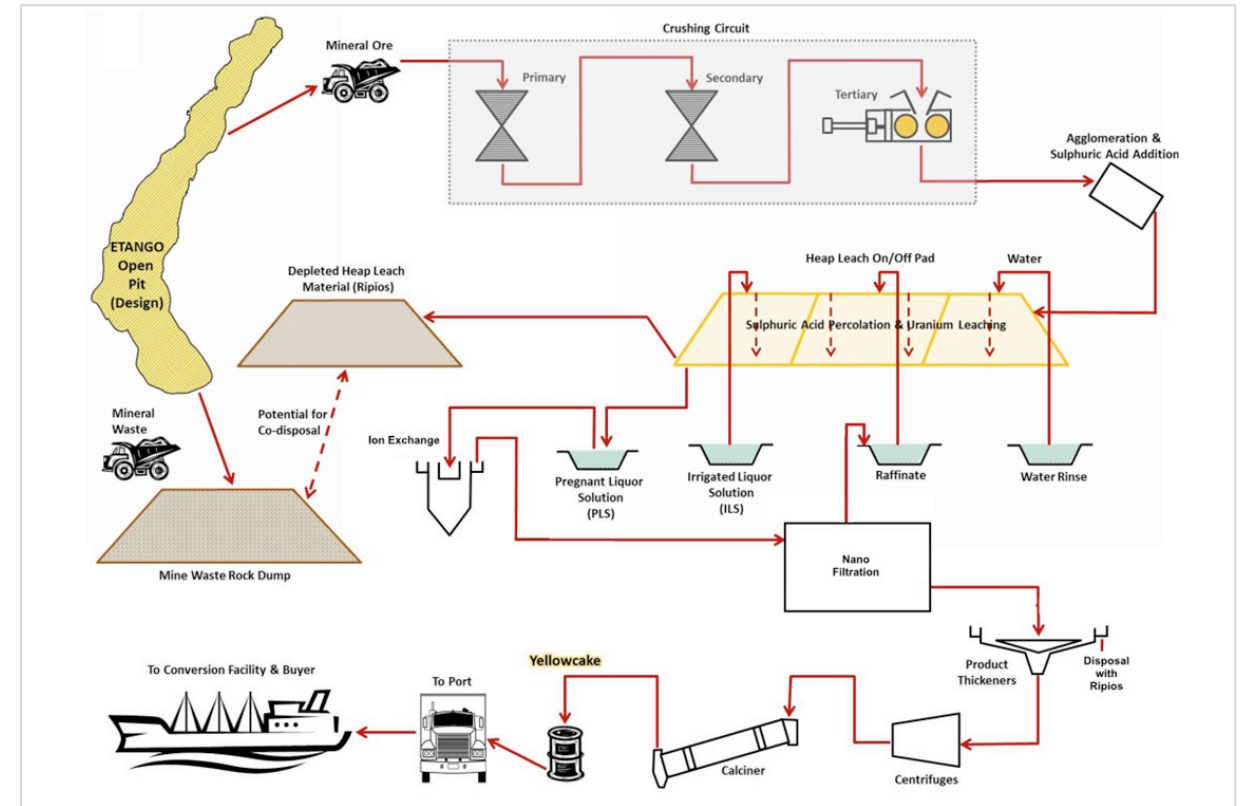 Crushing Circuit
Mineral Ore
Primary
Secondary
Tertiary
Agglomeration &
Sulphuric Acid Addition
ETANGO
Open
Pit
(Design)
Depleted Heap Leach
Material (Ripios)
Heap Leach On/Off Pad
Water
Sulphuric Acid Percolation & Uranium Leaching
Mineral
Waste
Potential for
Co-disposal
Ion Exchange
Pregnant Liquor
Solution
(PLS)
Irrigated Liquor
Solution
(ILS)
Raffinate
Water Rinse
Mine Waste Rock Dump
Nano
Filtration
Product
Thickeners
Disposal
with
Ripios
To Conversion Facility & Buyer
To Port
Yellowcake
Calciner
Centrifuges